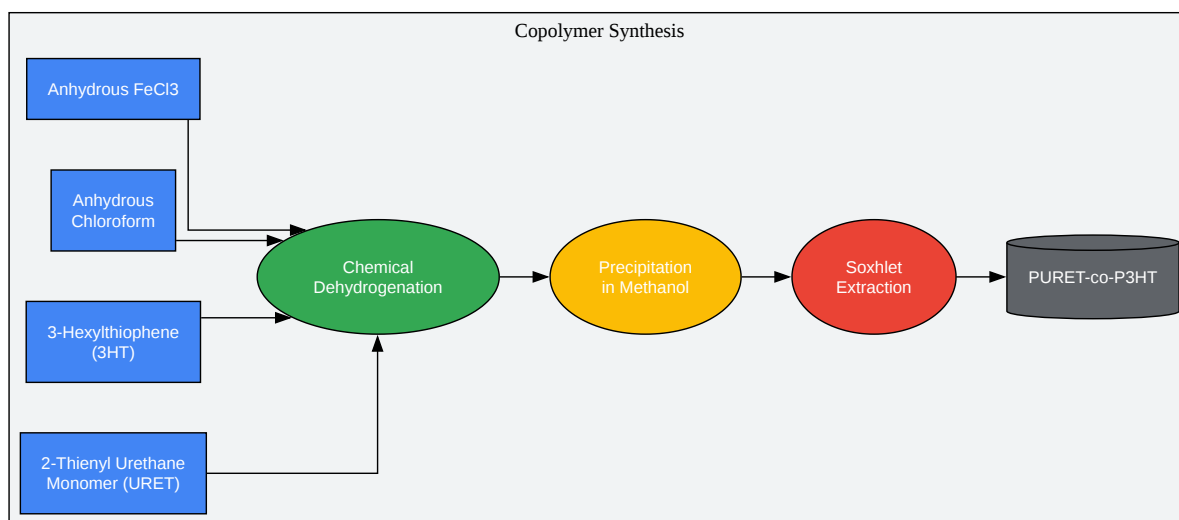 Copolymer Synthesis
Anhydrous FeCl3
Anhydrous
Chloroform
3-Hexylthiophene
(3HT)
2-Thienyl Urethane
Monomer (URET)
Chemical
Dehydrogenation
Precipitation
in Methanol
Soxhlet
Extraction
PURET-co-P3HT